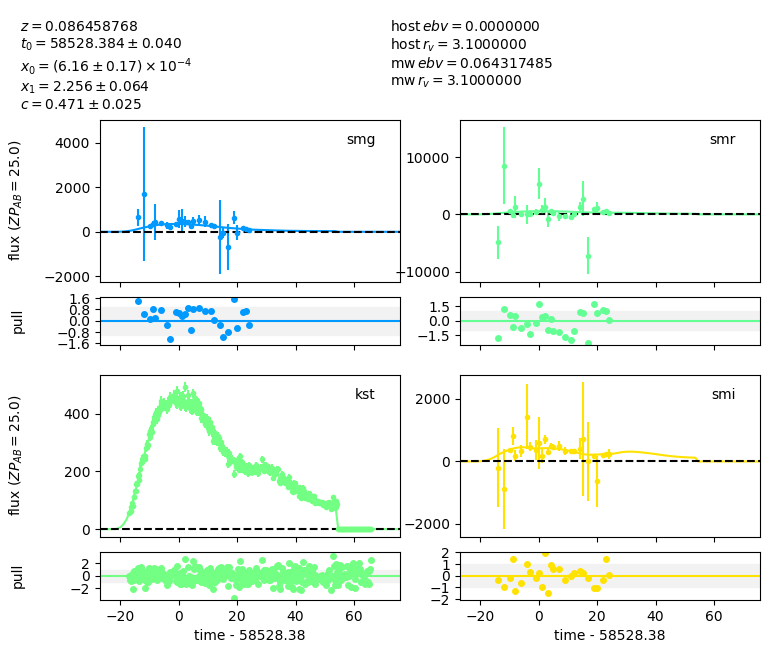 z = 0.086458768
t₀ = 58528.384 ± 0.040
x₀ = (6.16 ± 0.17) × 10⁻⁴
x₁ = 2.256 ± 0.064
c = 0.471 ± 0.025
host ebv = 0.0000000
host r_v = 3.1000000
mw ebv = 0.064317485
mw r_v = 3.1000000
flux (ZP_AB = 25.0)
4000
2000
0
−2000
smg
10000
0
−10000
smr
pull
1.6
0.8
0.0
−0.8
−1.6
1.5
0.0
−1.5
flux (ZP_AB = 25.0)
400
200
0
kst
2000
0
−2000
smi
pull
2
0
−2
2
1
0
−1
−2
−20 0 20 40 60
time - 58528.38
−20 0 20 40 60
time - 58528.38